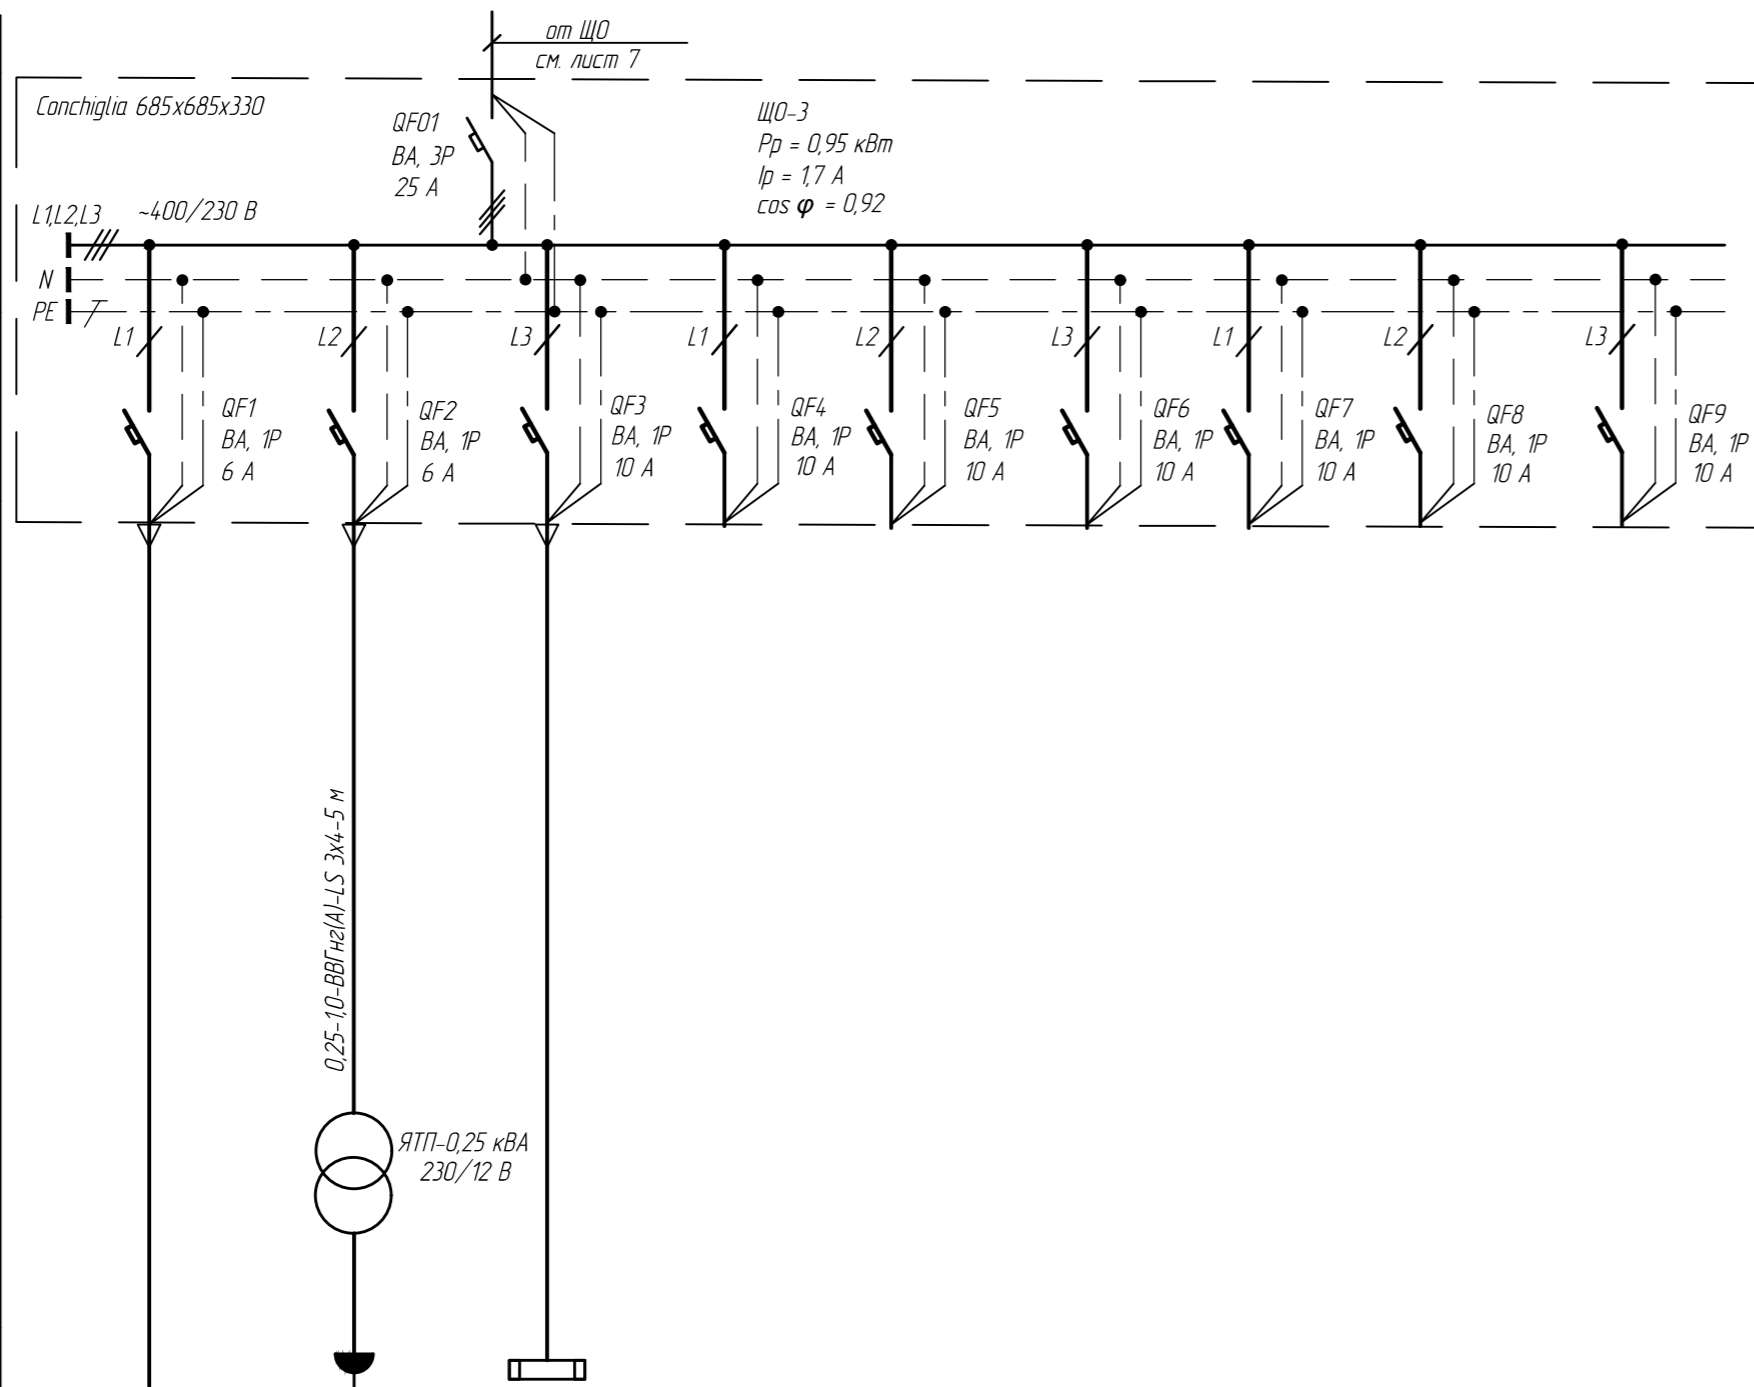 от ЩО
см. лист 7
Conchiglia 685x685x330
QF01
ВА, 3Р
25 А
ЩО-3
Рр = 0,95 кВт
Iр = 1,7 А
cos φ = 0,92
L1,L2,L3
~400/230 В
N
PE
L1
L2
L3
L1
L2
L3
L1
L2
L3
QF1
ВА, 1Р
6 А
QF2
ВА, 1Р
6 А
QF3
ВА, 1Р
10 А
QF4
ВА, 1Р
10 А
QF5
ВА, 1Р
10 А
QF6
ВА, 1Р
10 А
QF7
ВА, 1Р
10 А
QF8
ВА, 1Р
10 А
QF9
ВА, 1Р
10 А
0,25-1,0-ВВГнг(А)-LS 3х4-5 м
ЯТП-0,25 кВА
230/12 В